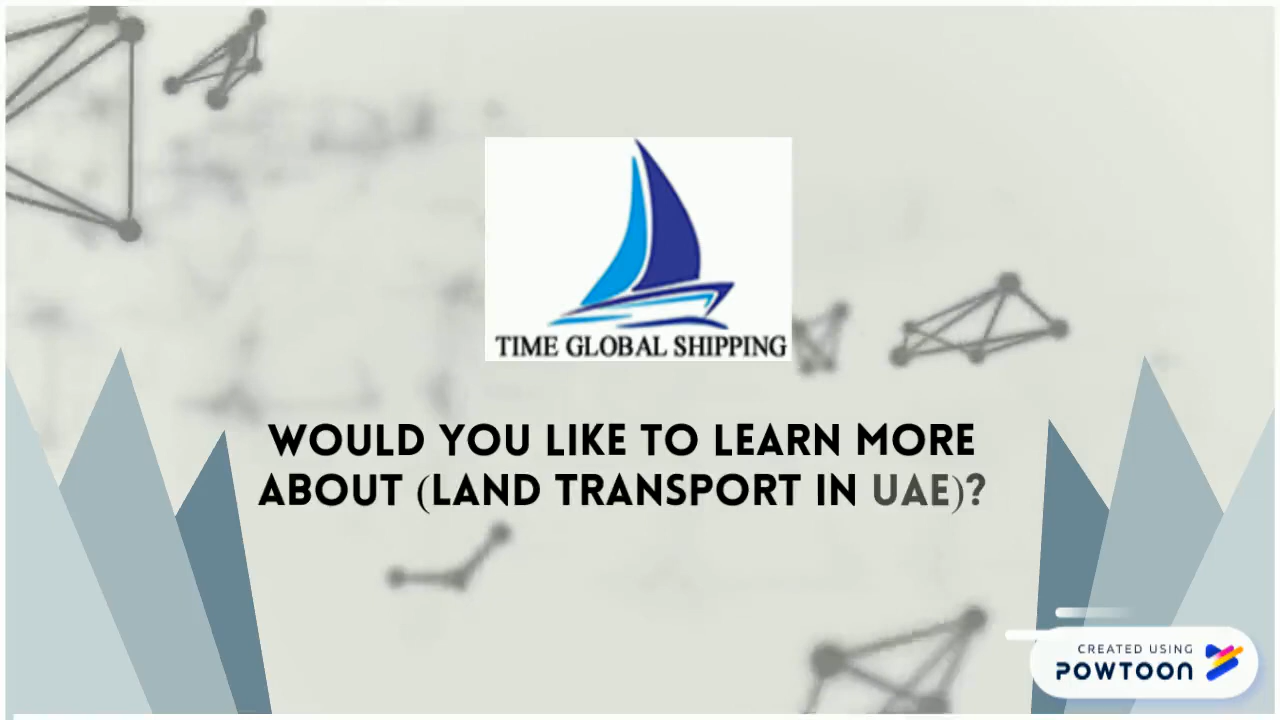 TIME GLOBAL SHIPPING
WOULD YOU LIKE TO LEARN MORE
ABOUT (LAND TRANSPORT IN UAE)?
CREATED USING
POWTOON